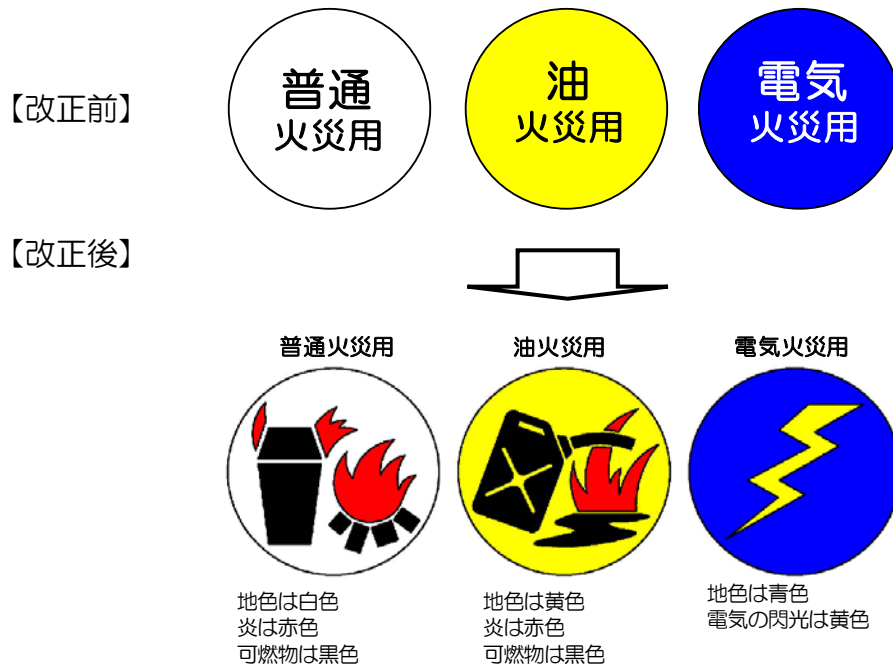 【改正前】
普通
火災用
油
火災用
電気
火災用
【改正後】
普通火災用
油火災用
電気火災用
地色は白色
炎は赤色
可燃物は黒色
地色は黄色
炎は赤色
可燃物は黒色
地色は青色
電気の閃光は黄色